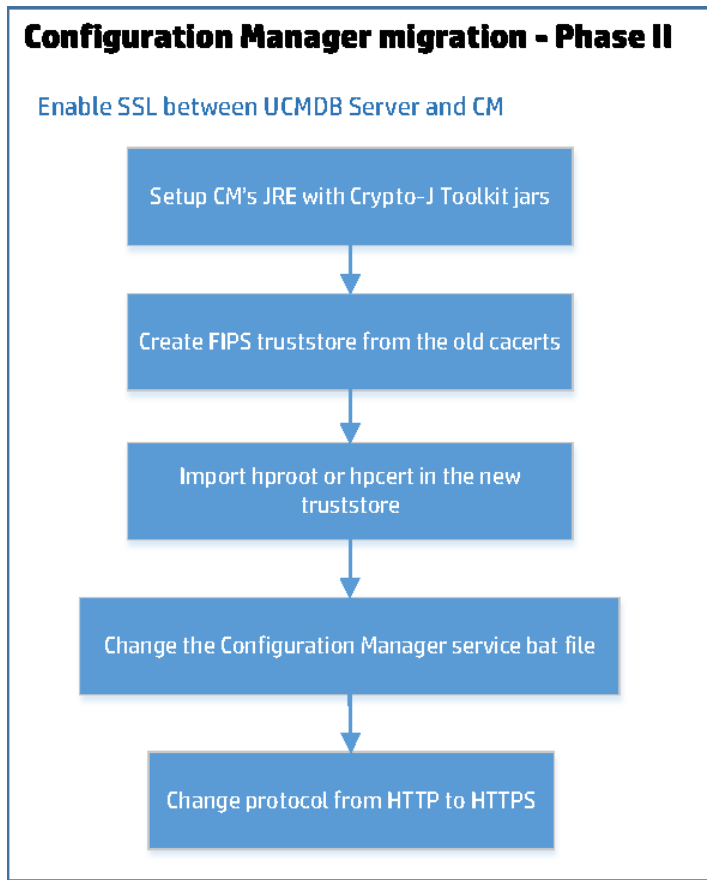 Configuration Manager migration - Phase II
Enable SSL between UCMDB Server and CM
Setup CM's JRE with Crypto-J Toolkit jars
Create FIPS truststore from the old cacerts
Import hproot or hpcert in the new
truststore
Change the Configuration Manager service bat file
Change protocol from HTTP to HTTPS